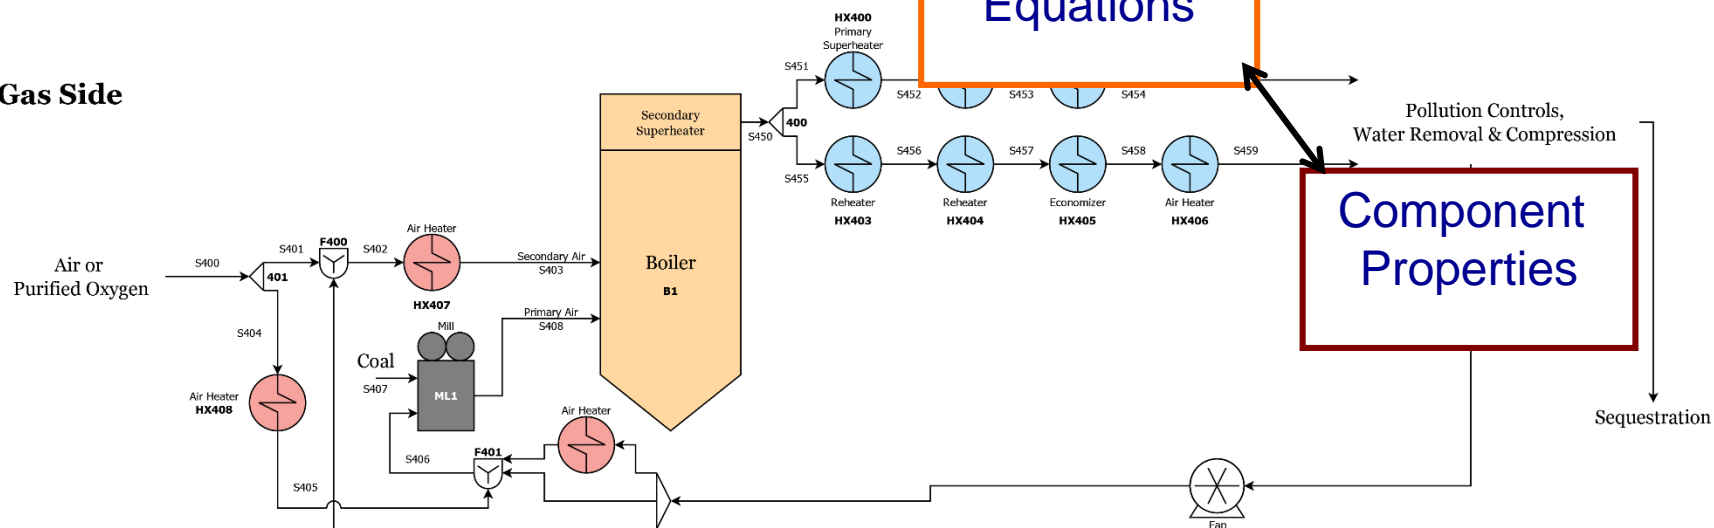 Equations
HX400
Primary
Superheater
Gas Side
S451
S452
S453
S454
Secondary
Superheater
S450
400
Pollution Controls,
Water Removal & Compression
S455
S456
S457
S458
S459
Reheater
HX403
Reheater
HX404
Economizer
HX405
Air Heater
HX406
Component
Properties
Air or
Purified Oxygen
S400
401
S401
F400
S402
Air Heater
HX407
Secondary Air
S403
Boiler
B1
S404
Mill
Primary Air
S408
Coal
S407
ML1
Air Heater
HX408
Air Heater
Sequestration
F401
S406
S405
Fan